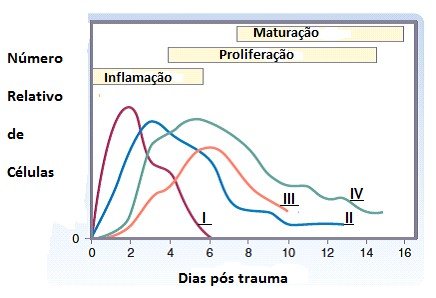 Maturação
Proliferação
Inflamação
Número
Relativo
de
Células
I
II
III
IV
0
0 2 4 6 8 10 12 14 16
Dias pós trauma